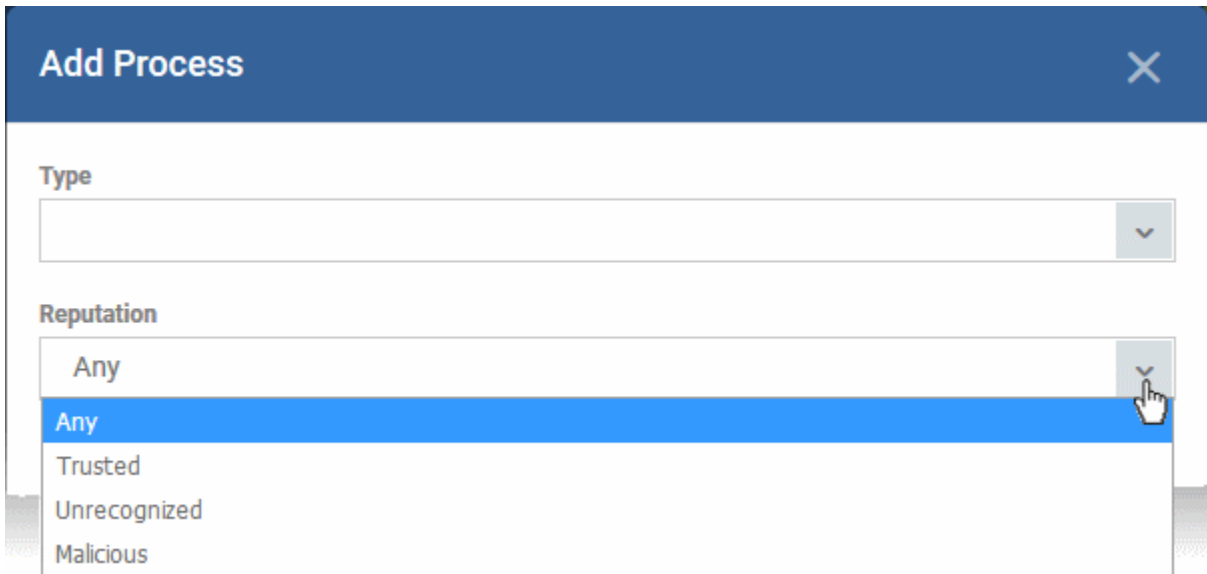 Add Process
Type
Reputation
Any
Any
Trusted
Unrecognized
Malicious